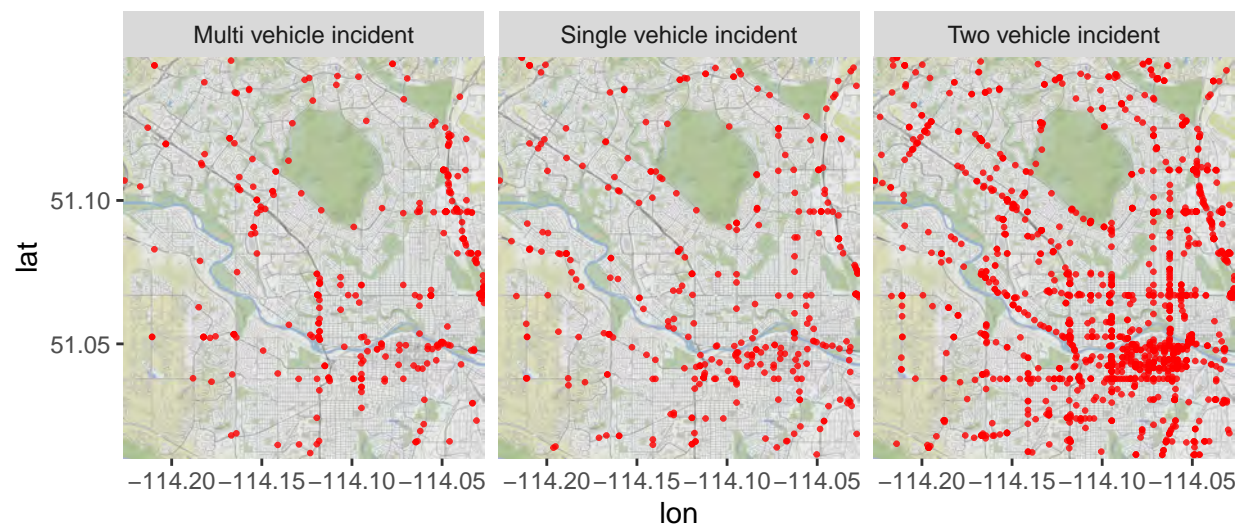 Multi vehicle incident Single vehicle incident Two vehicle incident
51.10
51.05
lat
−114.20 −114.15 −114.10 −114.05 −114.20 −114.15 −114.10 −114.05 −114.20 −114.15 −114.10 −114.05
lon